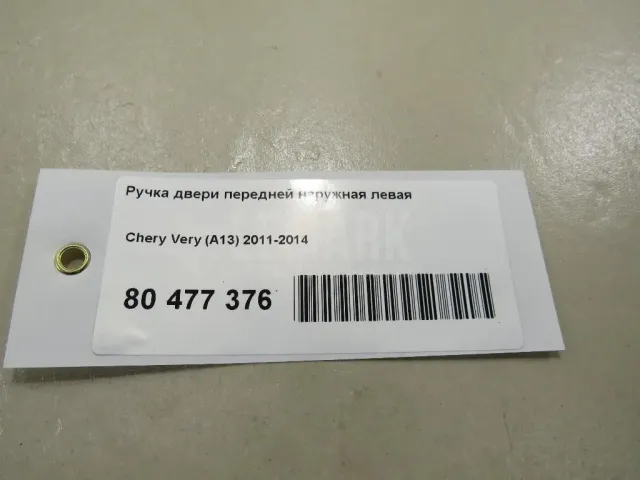 Ручка двери передней наружная левая
Chery Very (A13) 2011-2014
80 477 376